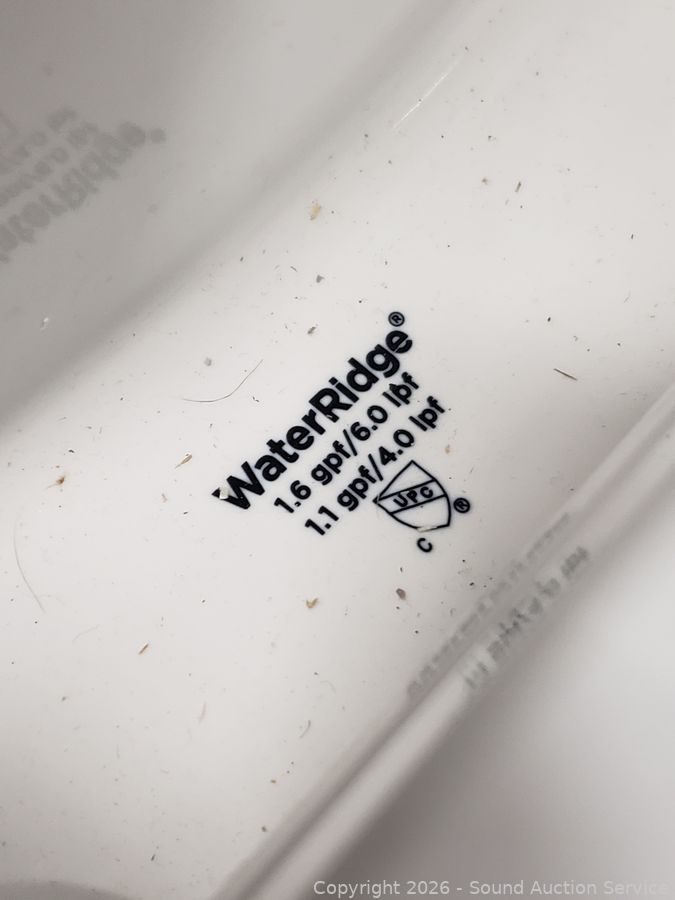 WaterRidge®
1.6 gpf/6.0 lpf
1.1 gpf/4.0 lpf
UPC
®
C
Copyright 2026 - Sound Auction Service